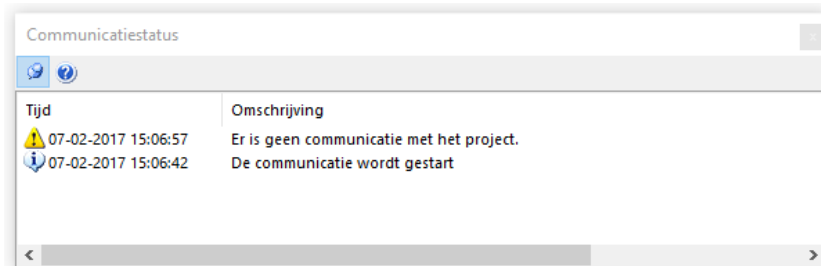 Communicatiestatus
Tijd Omschrijving
07-02-2017 15:06:57 Er is geen communicatie met het project.
07-02-2017 15:06:42 De communicatie wordt gestart